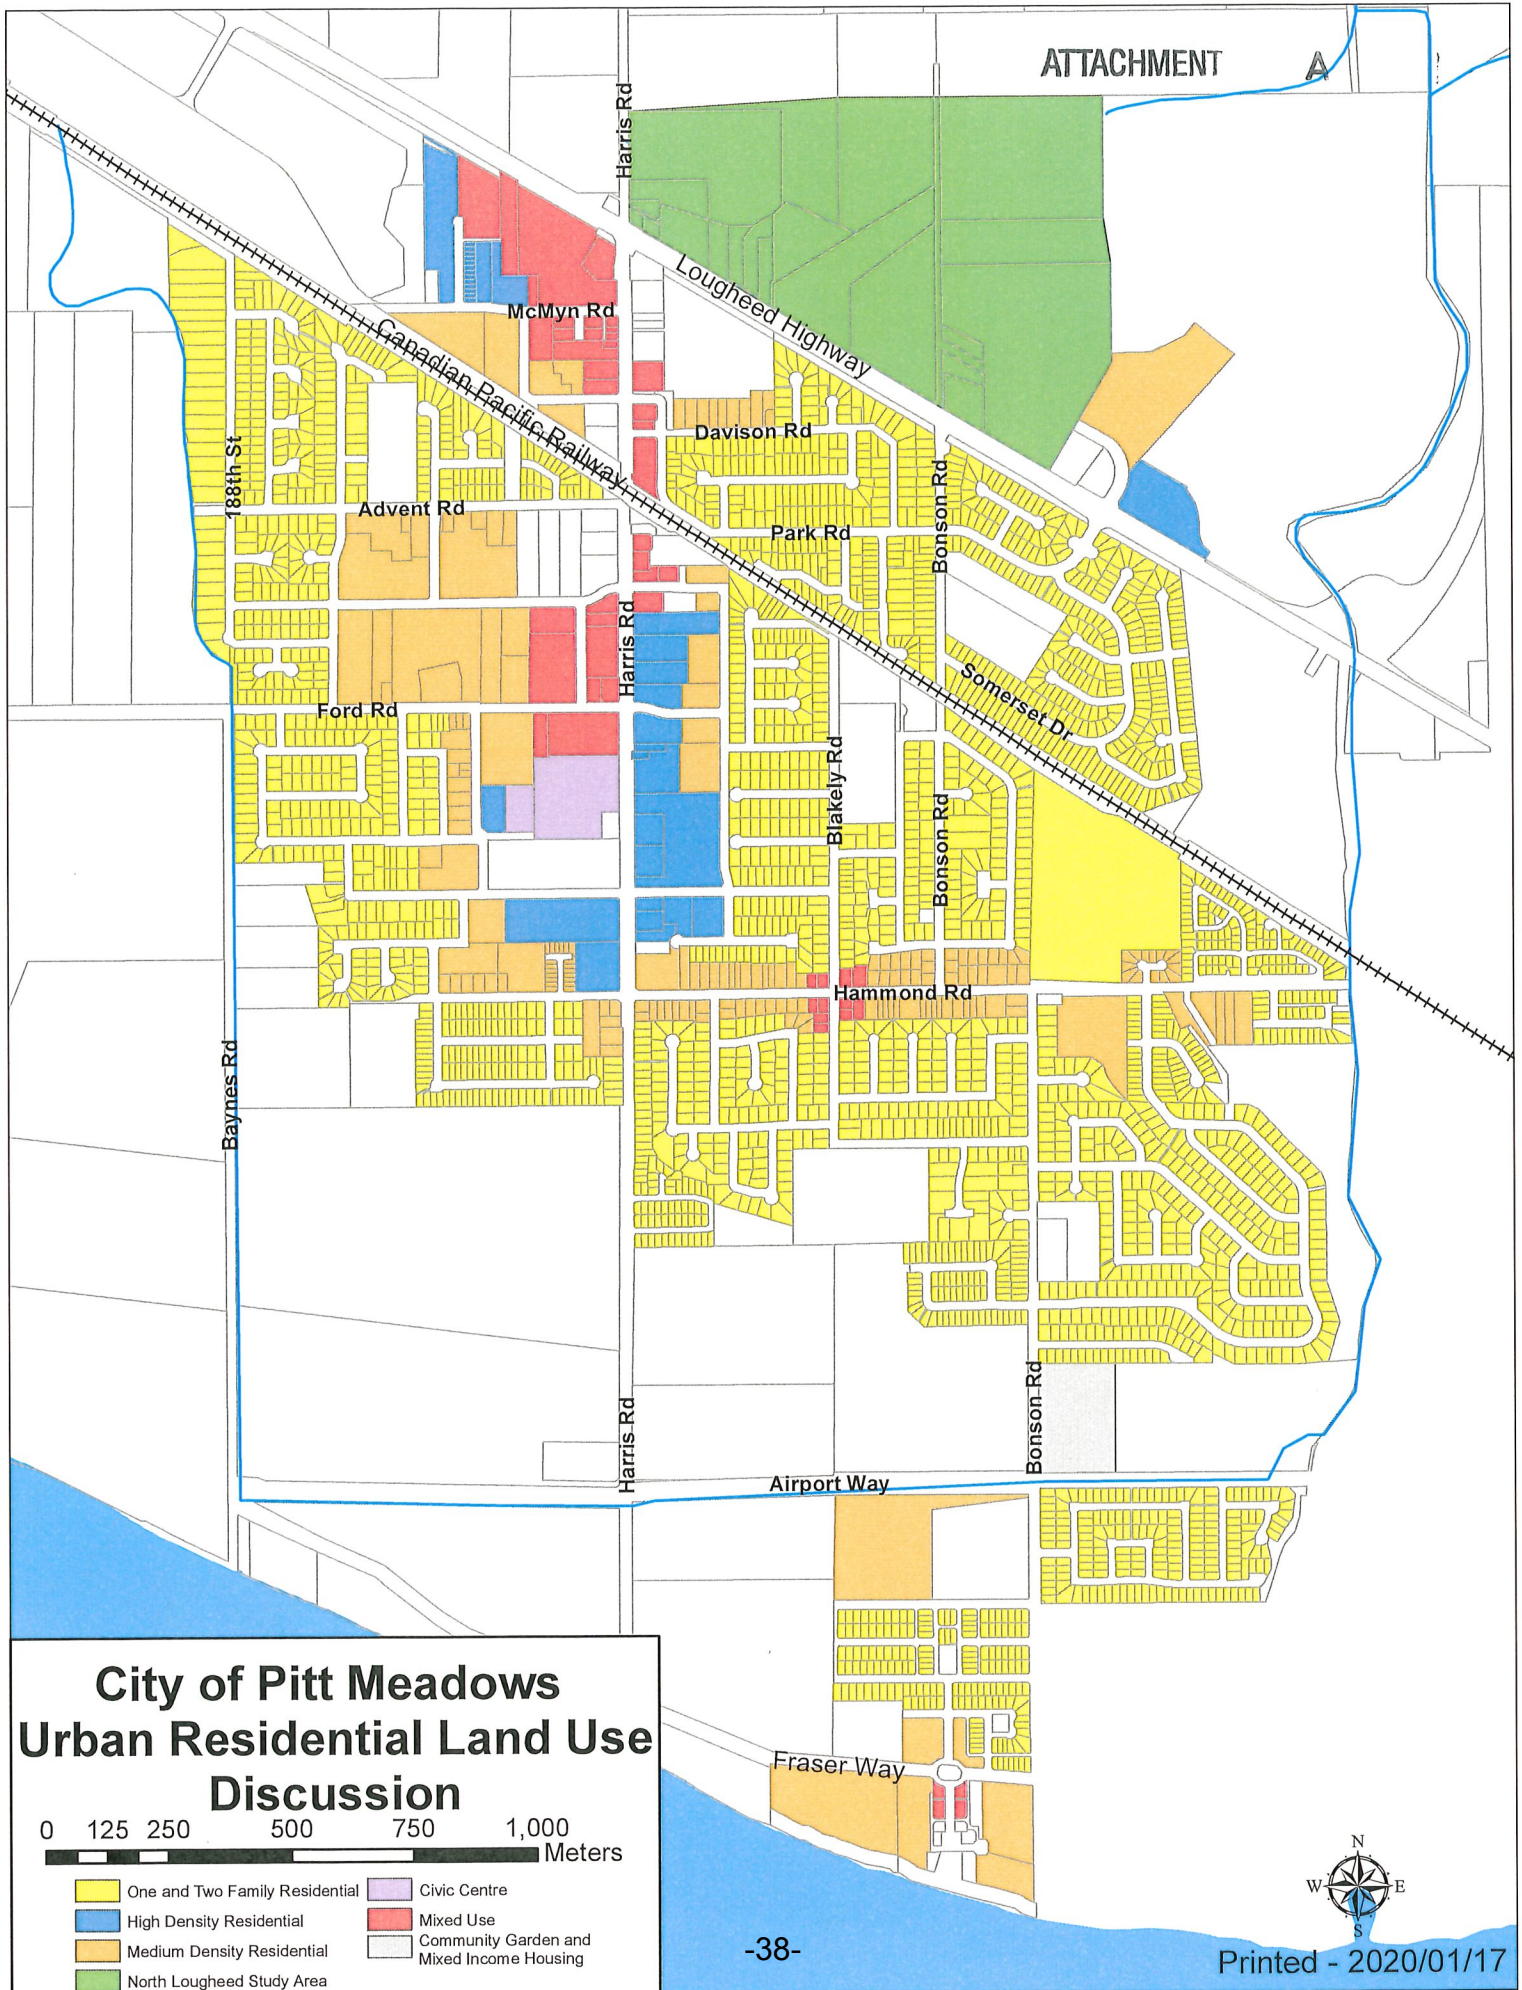 ATTACHMENT A
Harris Rd
Lougheed Highway
McMyn Rd
Canadian Pacific Railway
Davison Rd
188th St
Bonson Rd
Advent Rd
Park Rd
Harris Rd
Somerset Dr
Ford Rd
Blakely Rd
Bonson Rd
Hammond Rd
Baynes Rd
Bonson Rd
Harris Rd
Airport Way
Fraser Way
City of Pitt Meadows
Urban Residential Land Use
Discussion
0 125 250 500 750 1,000
Meters
One and Two Family Residential
High Density Residential
Medium Density Residential
North Lougheed Study Area
Civic Centre
Mixed Use
Community Garden and
Mixed Income Housing
-38-
N
W E
S
Printed - 2020/01/17